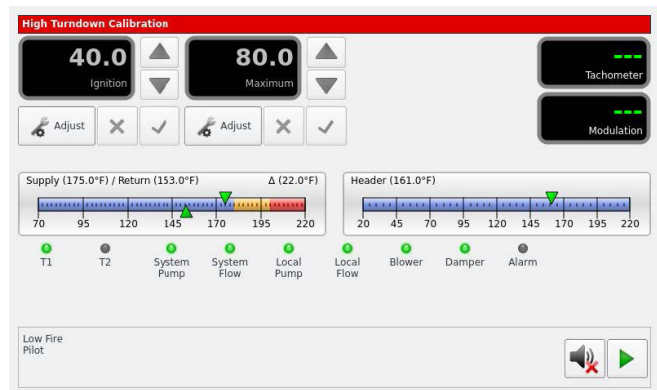 High Turndown Calibration
40.0
Ignition
80.0
Maximum
---
Tachometer
Adjust
Adjust
---
Modulation
Supply (175.0°F) / Return (153.0°F) Δ (22.0°F)
70 95 120 145 170 195 220
Header (161.0°F)
20 45 70 95 120 145 170 195 220
T1
T2
System Pump
System Flow
Local Pump
Local Flow
Blower
Damper
Alarm
Low Fire
Pilot